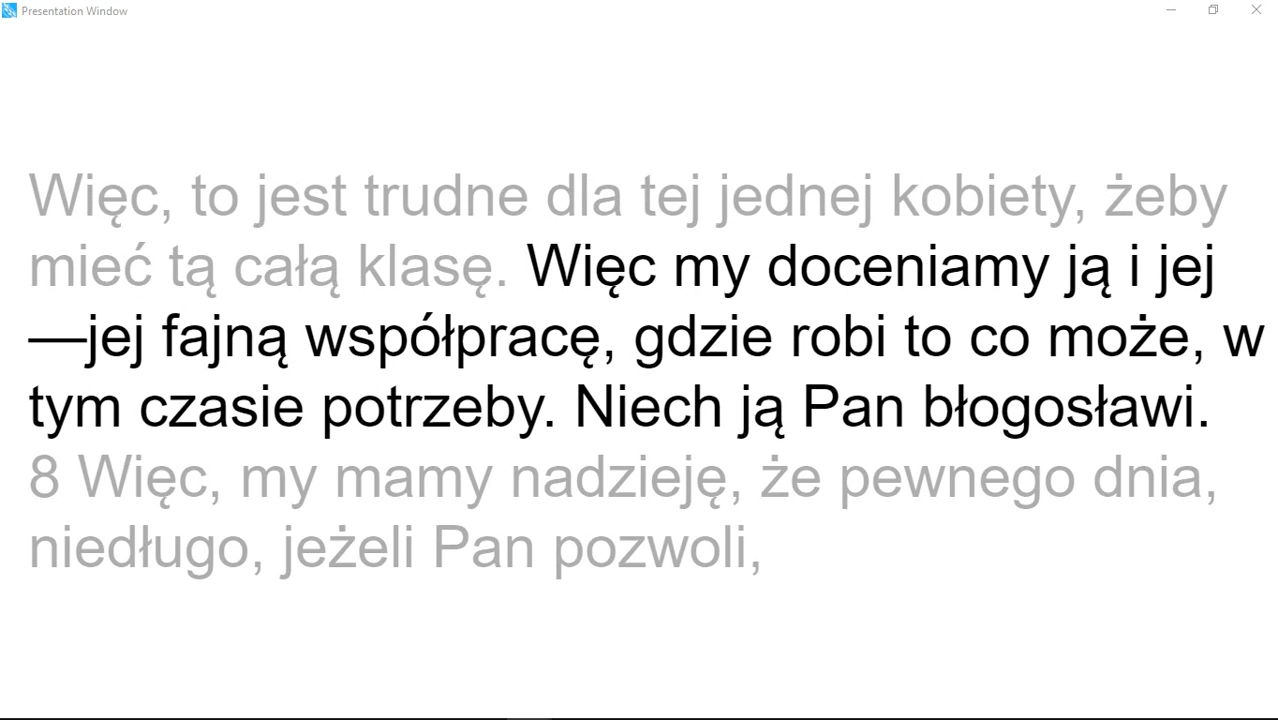 Presentation Window
Więc, to jest trudne dla tej jednej kobiety, żeby
mieć tą całą klasę. Więc my doceniamy ją i jej
—jej fajną współpracę, gdzie robi to co może, w
tym czasie potrzeby. Niech ją Pan błogosławi.
8 Więc, my mamy nadzieję, że pewnego dnia,
niedługo, jeżeli Pan pozwoli,